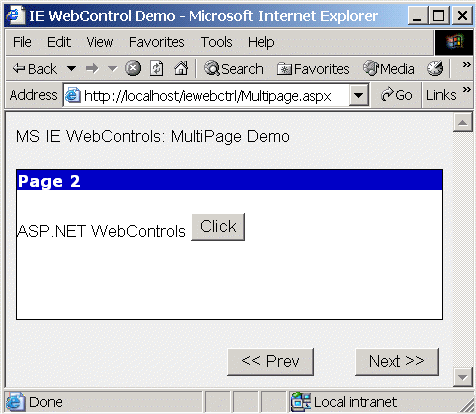 IE WebControl Demo - Microsoft Internet Explorer
File Edit View Favorites Tools Help
Back Search Favorites Media
Address http://localhost/iewebctrl/Multipage.aspx Go Links »
MS IE WebControls: MultiPage Demo
Page 2
ASP.NET WebControls Click
<< Prev Next >>
Done Local intranet